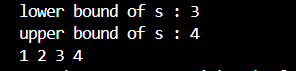 lower bound of s : 3
upper bound of s : 4
1 2 3 4